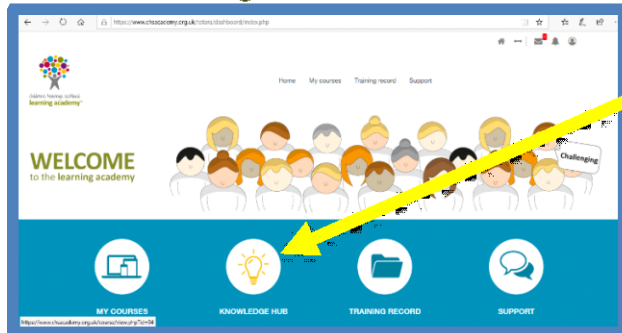 https://www.chsacademy.org.uk/totara/dashboard/index.php
Home My courses Training record Support
learning academy
WELCOME
to the learning academy
Challenging
MY COURSES KNOWLEDGE HUB TRAINING RECORD SUPPORT